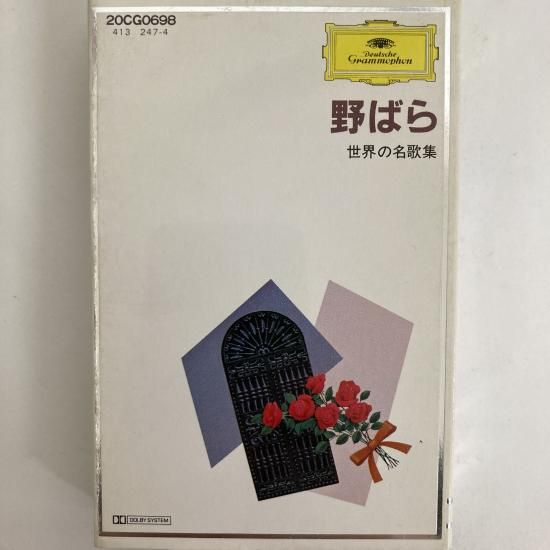 20CG0698
413 247-4
Deutsche
Grammophon
野ばら
世界の名歌集
DOLBY SYSTEM